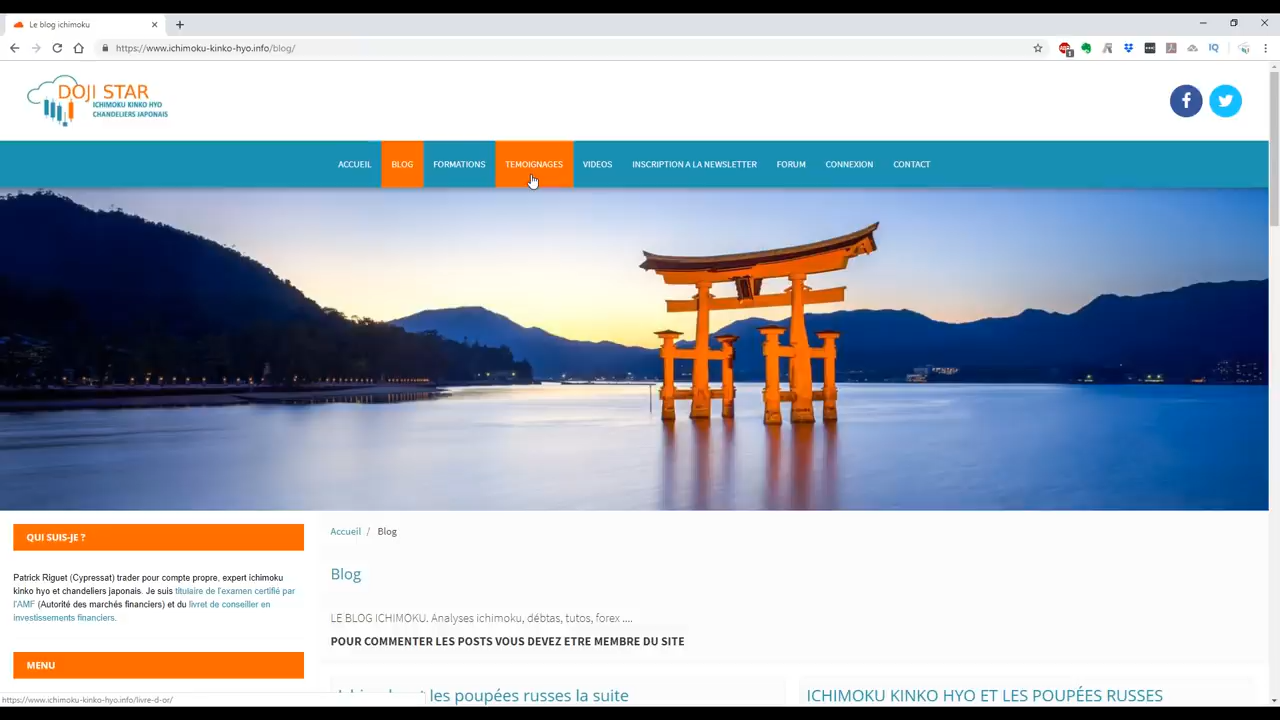 Le blog ichimoku
https://www.ichimoku-kinko-hyo.info/blog/
DOJI STAR
ICHIMOKU KINKO HYO
CHANDELIERS JAPONAIS
ACCUEIL BLOG FORMATIONS TEMOIGNAGES VIDEOS INSCRIPTION A LA NEWSLETTER FORUM CONNEXION CONTACT
QUI SUIS-JE ?
Patrick Riguet (Cypressat) trader pour compte propre, expert ichimoku
kinko hyo et chandeliers japonais. Je suis titulaire de l'examen certifié par
l'AMF (Autorité des marchés financiers) et du livret de conseiller en
investissements financiers.
MENU
Accueil / Blog
Blog
LE BLOG ICHIMOKU. Analyses ichimoku, débtas, tutos, forex ....
POUR COMMENTER LES POSTS VOUS DEVEZ ETRE MEMBRE DU SITE
les poupées russes la suite
ICHIMOKU KINKO HYO ET LES POUPÉES RUSSES
https://www.ichimoku-kinko-hyo.info/livre-d-or/